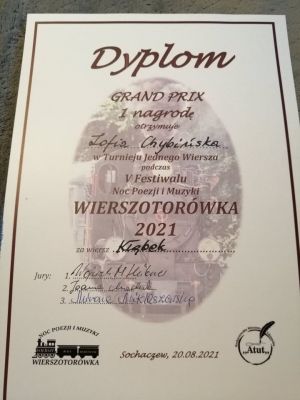 Dyplom
GRAND PRIX
I nagrodę
otrzymuje
Zofia Chybińska
w Turnieju Jednego Wiersza
podczas
V Festiwalu
Noc Poezji i Muzyki
WIERSZOTORÓWKA
2021
za wiersz Kłębek
Jury: 1.
2. Joanna
3.
NOC POEZJI I MUZYKI
WIERSZOTORÓWKA
Sochaczew, 20.08.2021
„Atut”